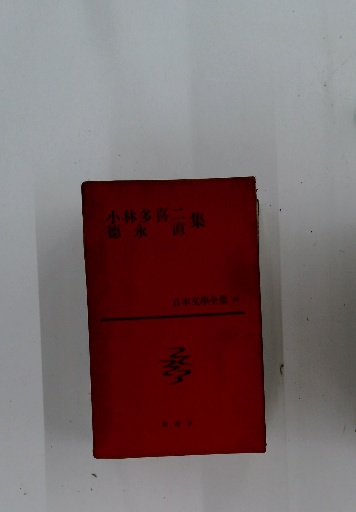 小林多喜二
徳永 直 集
日本文學全集